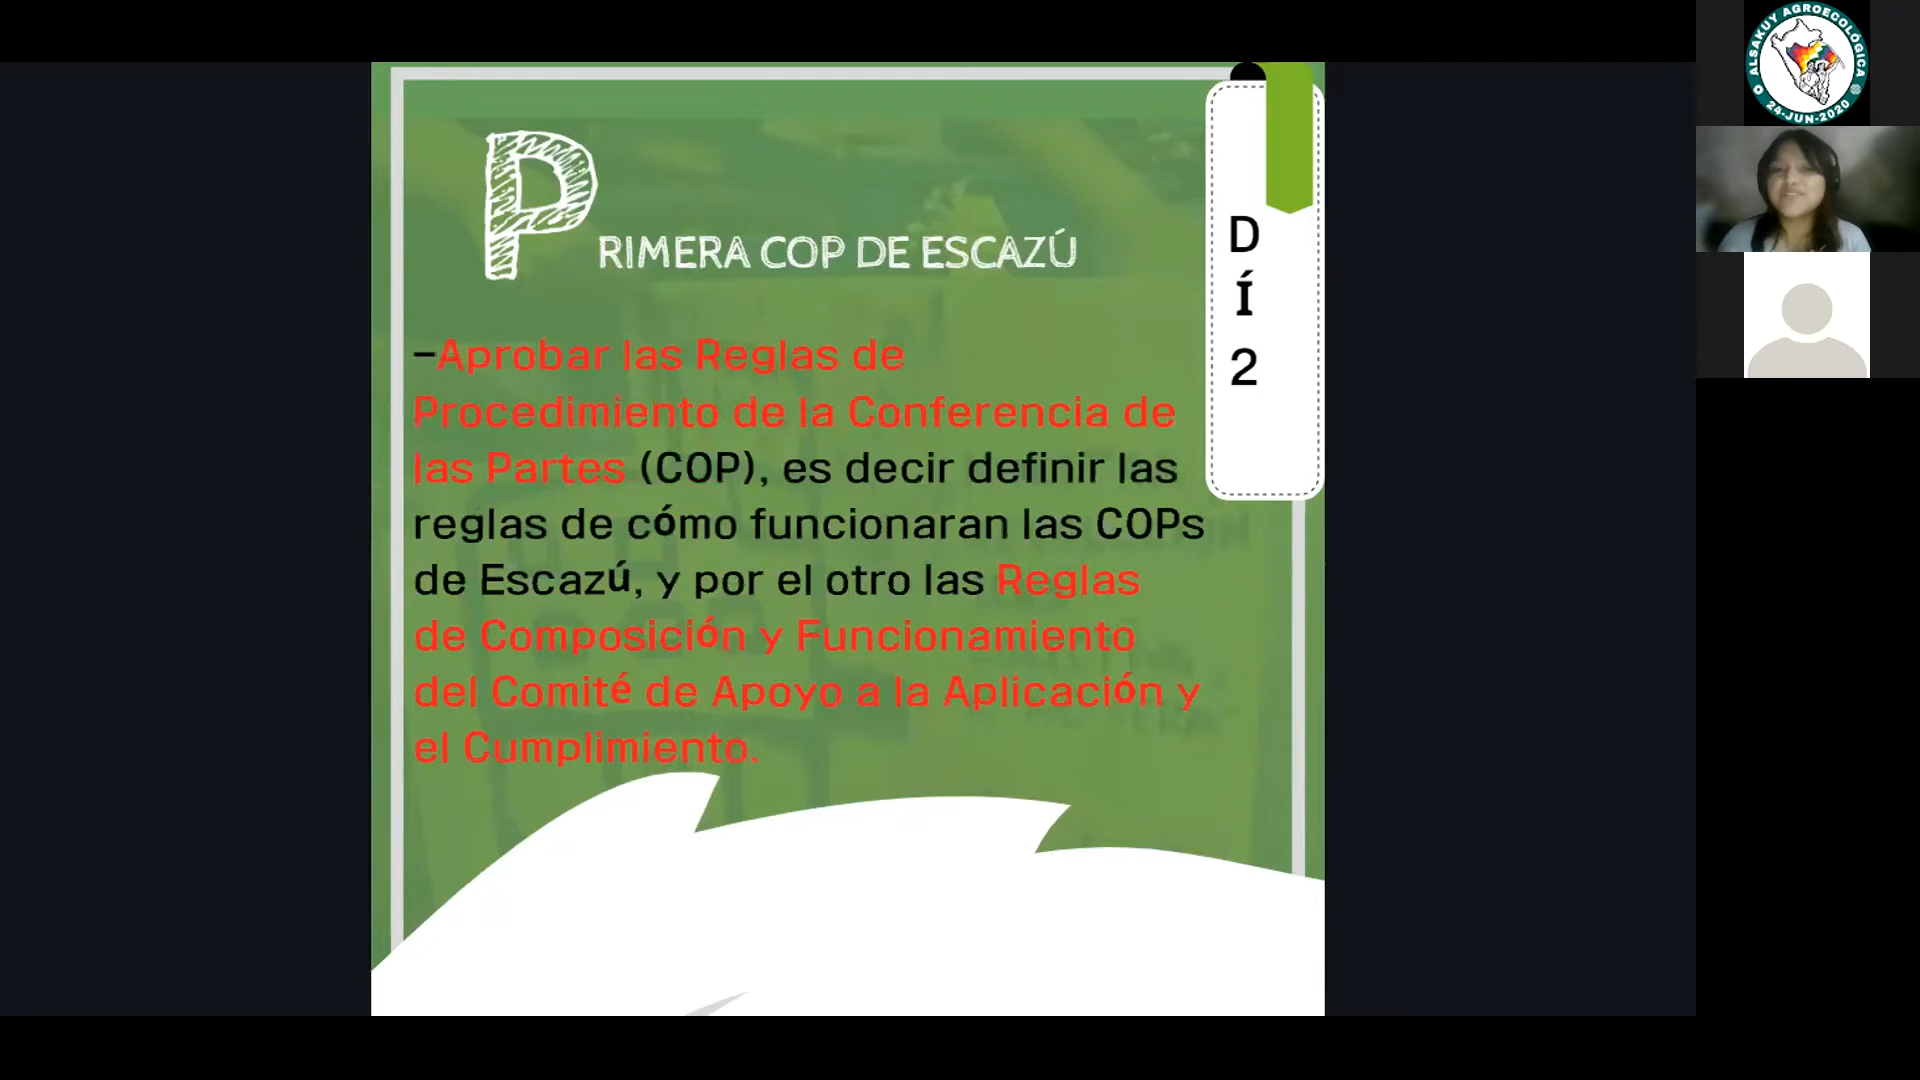 PRIMERA COP DE ESCAZÚ
–Aprobar las Reglas de
Procedimiento de la Conferencia de
las Partes (COP), es decir definir las
reglas de cómo funcionaran las COPs
de Escazú, y por el otro las Reglas
de Composición y Funcionamiento
del Comité de Apoyo a la Aplicación y
el Cumplimiento.
D
Í
2
ALSAKUY AGROECOLÓGICA
24-JUN-2020